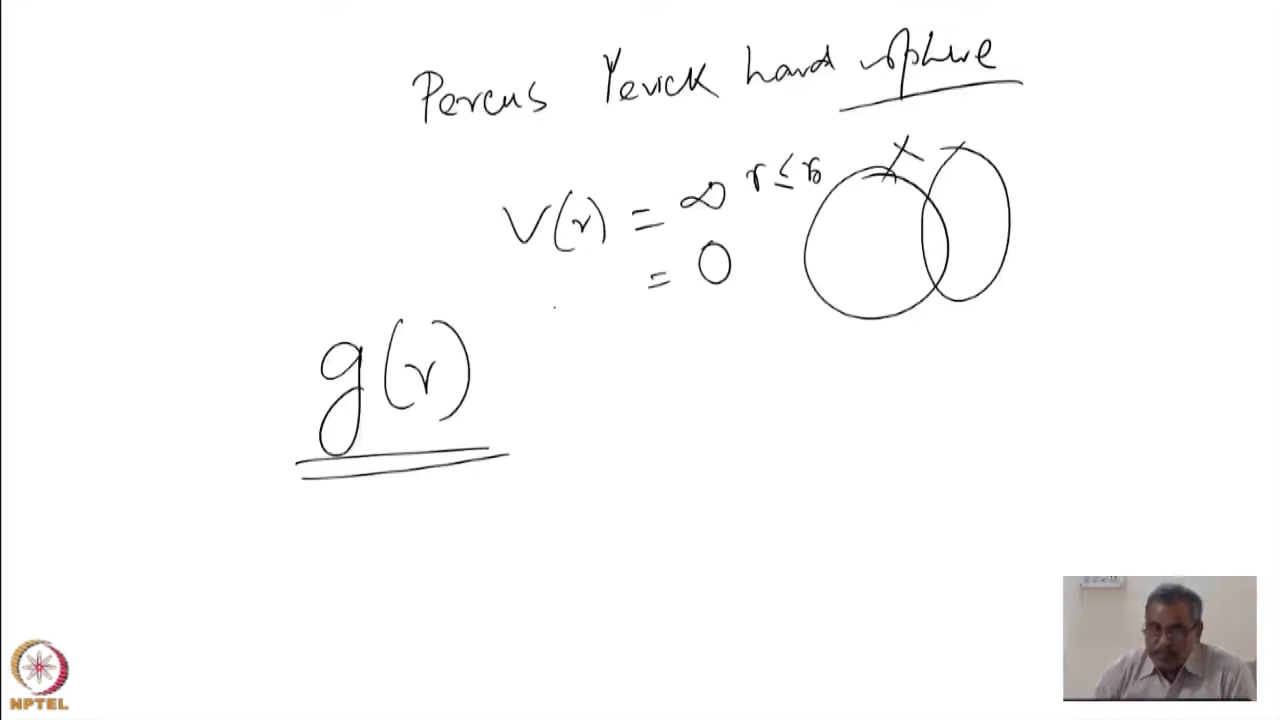 Percus Yevick hard sphere
V(r) = ∞ r ≤ r₀
= 0
g(r)
NPTEL